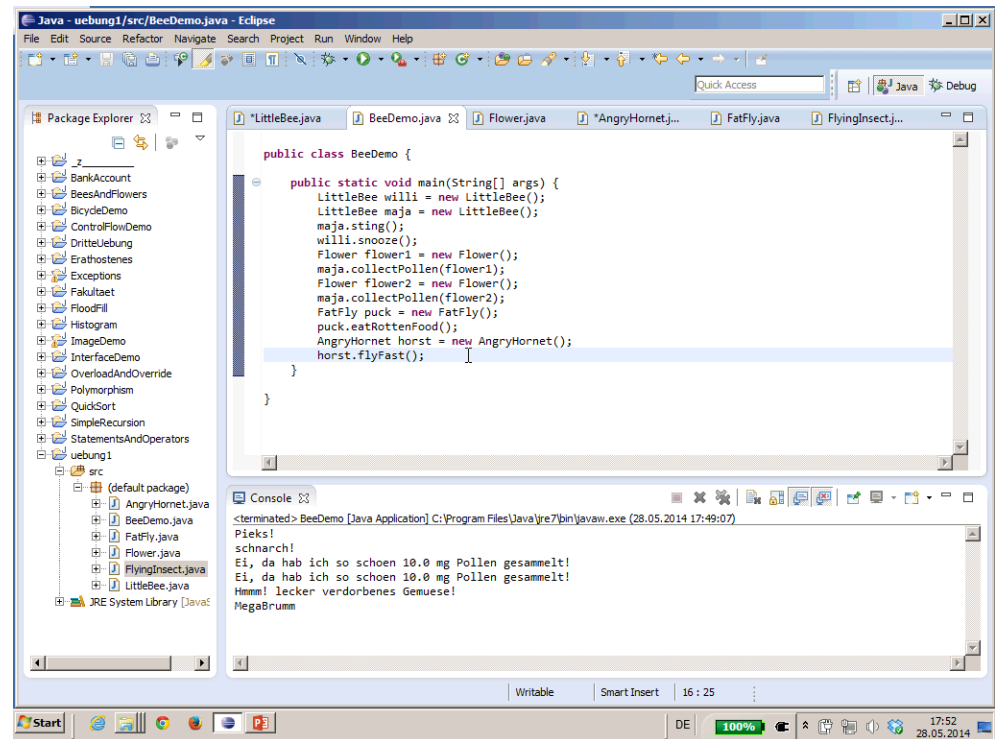 Java - uebung1/src/BeeDemo.java - Eclipse
File Edit Source Refactor Navigate Search Project Run Window Help
Quick Access
Java
Debug
Package Explorer
_z_________
BankAccount
BeesAndFlowers
BicycleDemo
ControlFlowDemo
DritteUebung
Erathostenes
Exceptions
Fakultaet
FloodFill
Histogram
ImageDemo
InterfaceDemo
OverloadAndOverride
Polymorphism
QuickSort
SimpleRecursion
StatementsAndOperators
uebung1
src
(default package)
AngryHornet.java
BeeDemo.java
FatFly.java
Flower.java
FlyingInsect.java
LittleBee.java
JRE System Library [JavaS
*LittleBee.java BeeDemo.java Flower.java *AngryHornet.j... FatFly.java FlyingInsect.j...
public class BeeDemo {
public static void main(String[] args) {
LittleBee willi = new LittleBee();
LittleBee maja = new LittleBee();
maja.sting();
willi.snooze();
Flower flower1 = new Flower();
maja.collectPollen(flower1);
Flower flower2 = new Flower();
maja.collectPollen(flower2);
FatFly puck = new FatFly();
puck.eatRottenFood();
AngryHornet horst = new AngryHornet();
horst.flyFast();
}
}
Console
<terminated> BeeDemo [Java Application] C:\Program Files\Java\jre7\bin\javaw.exe (28.05.2014 17:49:07)
Pieks!
schnarch!
Ei, da hab ich so schoen 10.0 mg Pollen gesammelt!
Ei, da hab ich so schoen 10.0 mg Pollen gesammelt!
Hmmm! lecker verdorbenes Gemuese!
MegaBrumm
Writable Smart Insert 16 : 25
Start DE 100% 17:52
28.05.2014